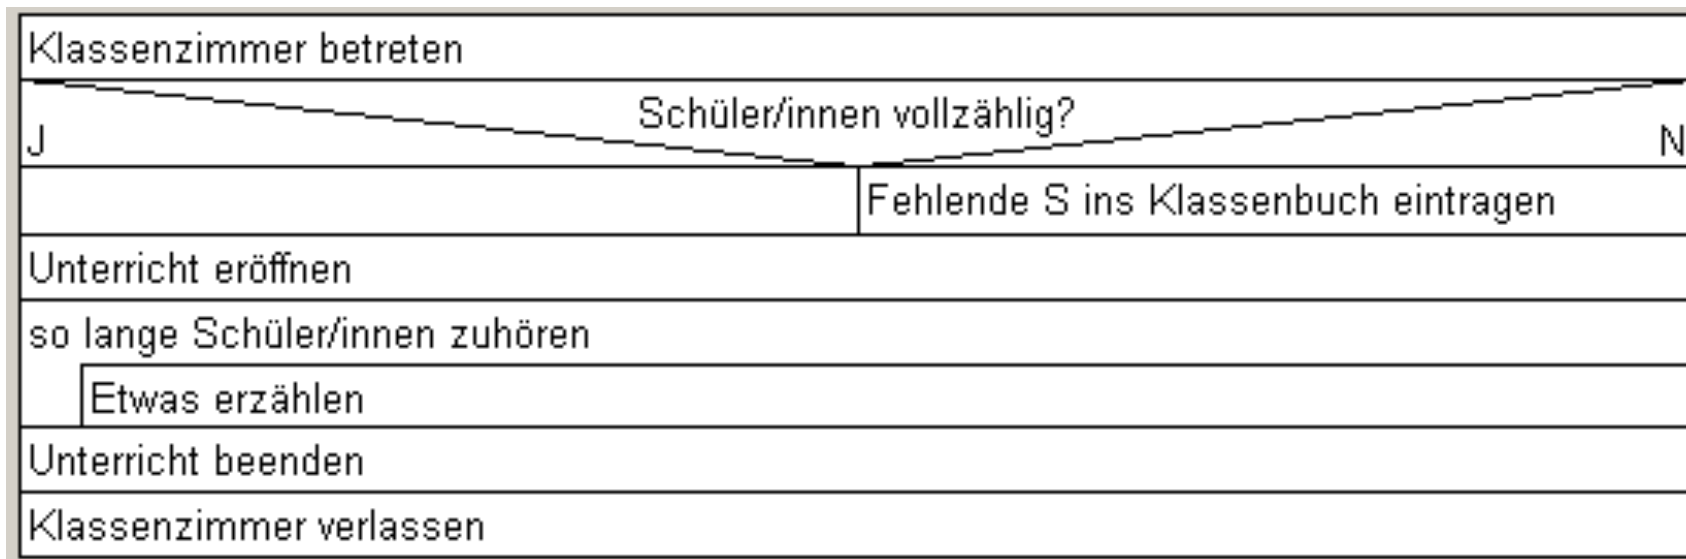 Klassenzimmer betreten
Schüler/innen vollzählig?
J
N
Fehlende S ins Klassenbuch eintragen
Unterricht eröffnen
so lange Schüler/innen zuhören
Etwas erzählen
Unterricht beenden
Klassenzimmer verlassen